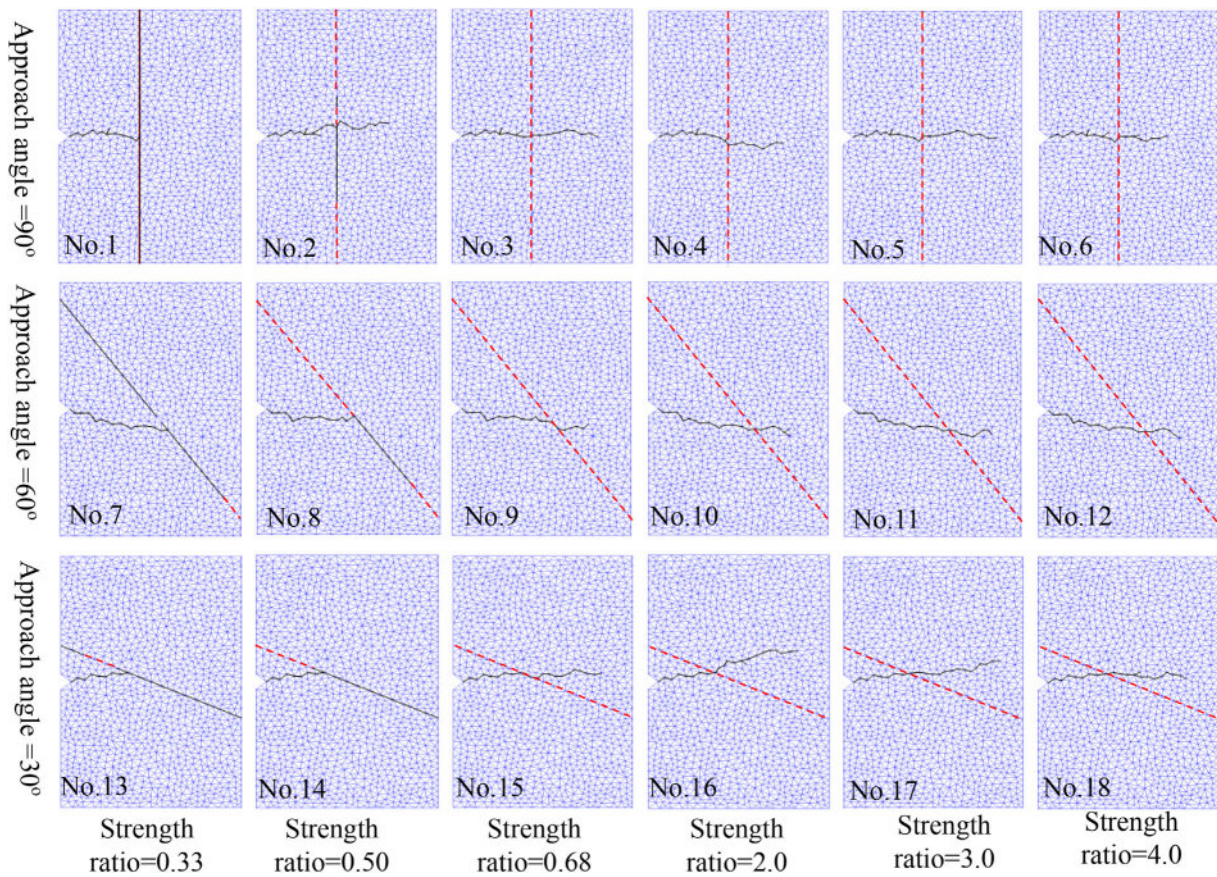 Approach angle =90°
No.1
No.2
No.3
No.4
No.5
No.6
Approach angle =60°
No.7
No.8
No.9
No.10
No.11
No.12
Approach angle =30°
No.13
No.14
No.15
No.16
No.17
No.18
Strength
ratio=0.33
Strength
ratio=0.50
Strength
ratio=0.68
Strength
ratio=2.0
Strength
ratio=3.0
Strength
ratio=4.0